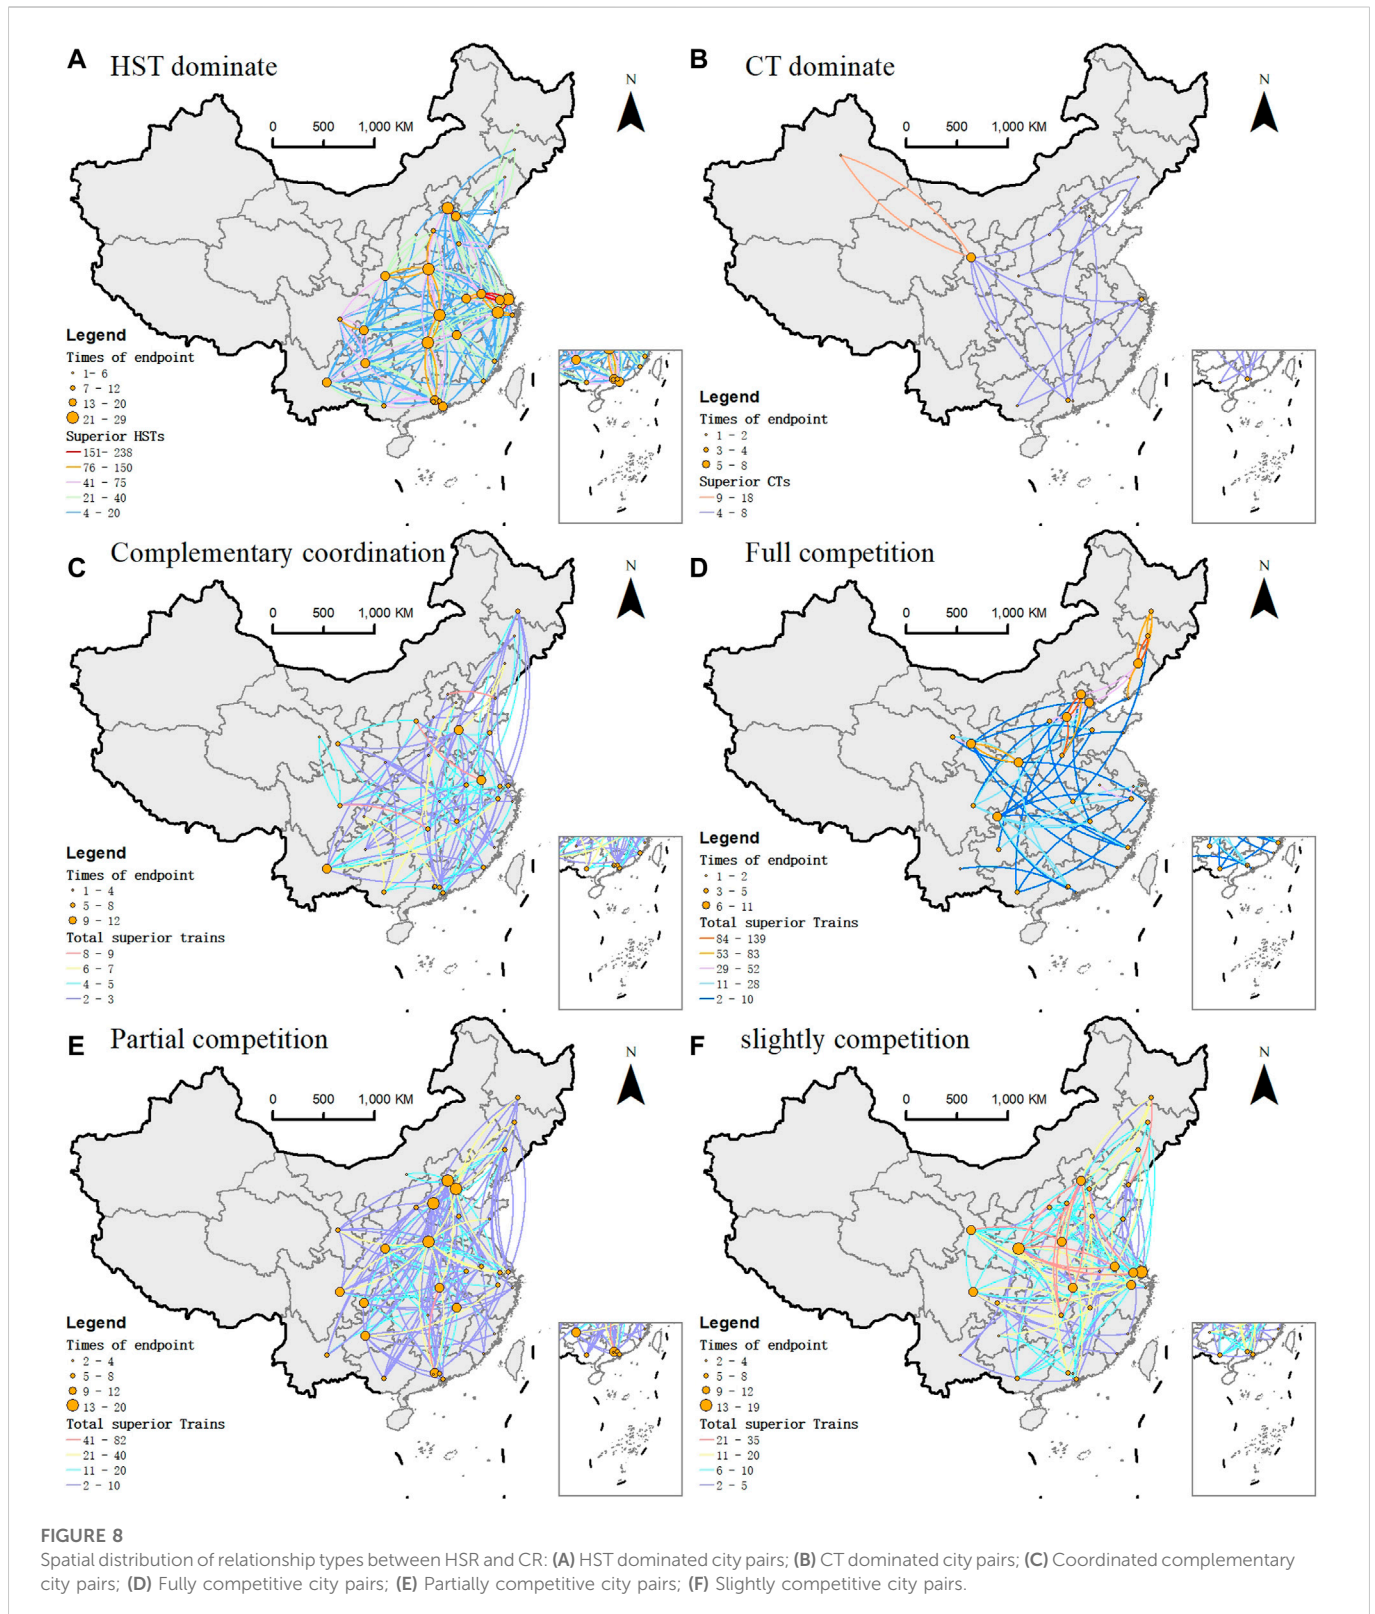 A HST dominate
N
0 500 1,000 KM
Legend
Times of endpoint
1- 6
7 - 12
13 - 20
21 - 29
Superior HSTs
151- 238
76 - 150
41 - 75
21 - 40
4 - 20
B CT dominate
N
0 500 1,000 KM
Legend
Times of endpoint
1 - 2
3 - 4
5 - 8
Superior CTs
9 - 18
4 - 8
C Complementary coordination
N
0 500 1,000 KM
Legend
Times of endpoint
1 - 4
5 - 8
9 - 12
Total superior trains
8 - 9
6 - 7
4 - 5
2 - 3
D Full competition
N
0 500 1,000 KM
Legend
Times of endpoint
1 - 2
3 - 5
6 - 11
Total superior Trains
84 - 139
53 - 83
29 - 52
11 - 28
2 - 10
E Partial competition
N
0 500 1,000 KM
Legend
Times of endpoint
2 - 4
5 - 8
9 - 12
13 - 20
Total superior Trains
41 - 82
21 - 40
11 - 20
2 - 10
F slightly competition
N
0 500 1,000 KM
Legend
Times of endpoint
2 - 4
5 - 8
9 - 12
13 - 19
Total superior Trains
21 - 35
11 - 20
6 - 10
2 - 5
FIGURE 8
Spatial distribution of relationship types between HSR and CR: (A) HST dominated city pairs; (B) CT dominated city pairs; (C) Coordinated complementary
city pairs; (D) Fully competitive city pairs; (E) Partially competitive city pairs; (F) Slightly competitive city pairs.